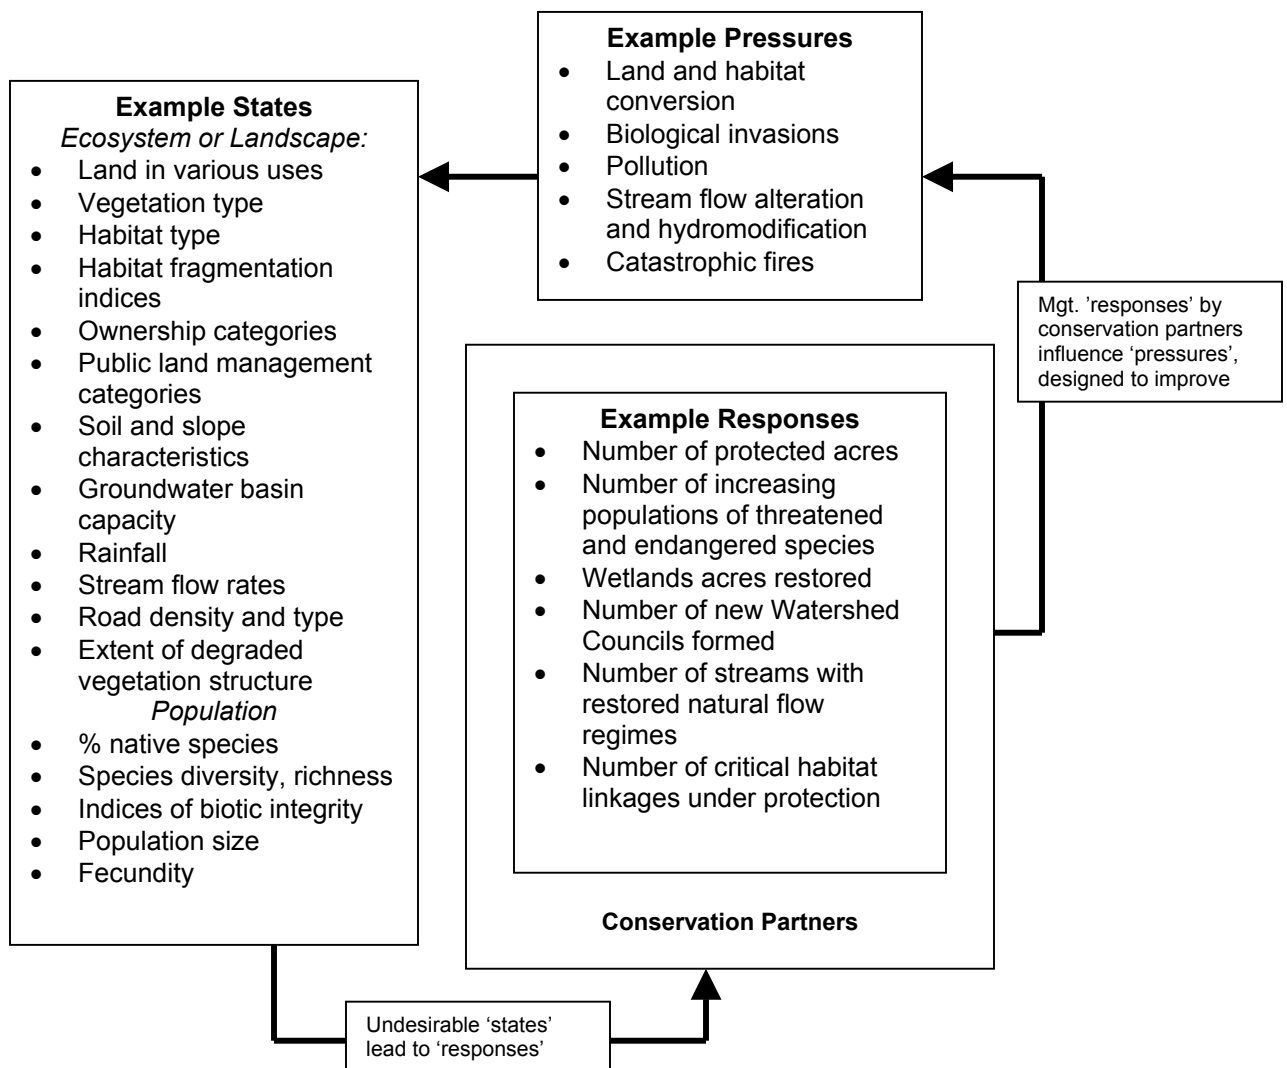 Example Pressures
• Land and habitat
conversion
• Biological invasions
• Pollution
• Stream flow alteration
and hydromodification
• Catastrophic fires
Example States
Ecosystem or Landscape:
• Land in various uses
• Vegetation type
• Habitat type
• Habitat fragmentation
indices
• Ownership categories
• Public land management
categories
• Soil and slope
characteristics
• Groundwater basin
capacity
• Rainfall
• Stream flow rates
• Road density and type
• Extent of degraded
vegetation structure
Population
• % native species
• Species diversity, richness
• Indices of biotic integrity
• Population size
• Fecundity
Mgt. ’responses’ by
conservation partners
influence ‘pressures’,
designed to improve
Example Responses
• Number of protected acres
• Number of increasing
populations of threatened
and endangered species
• Wetlands acres restored
• Number of new Watershed
Councils formed
• Number of streams with
restored natural flow
regimes
• Number of critical habitat
linkages under protection
Conservation Partners
Undesirable ‘states’
lead to ‘responses’